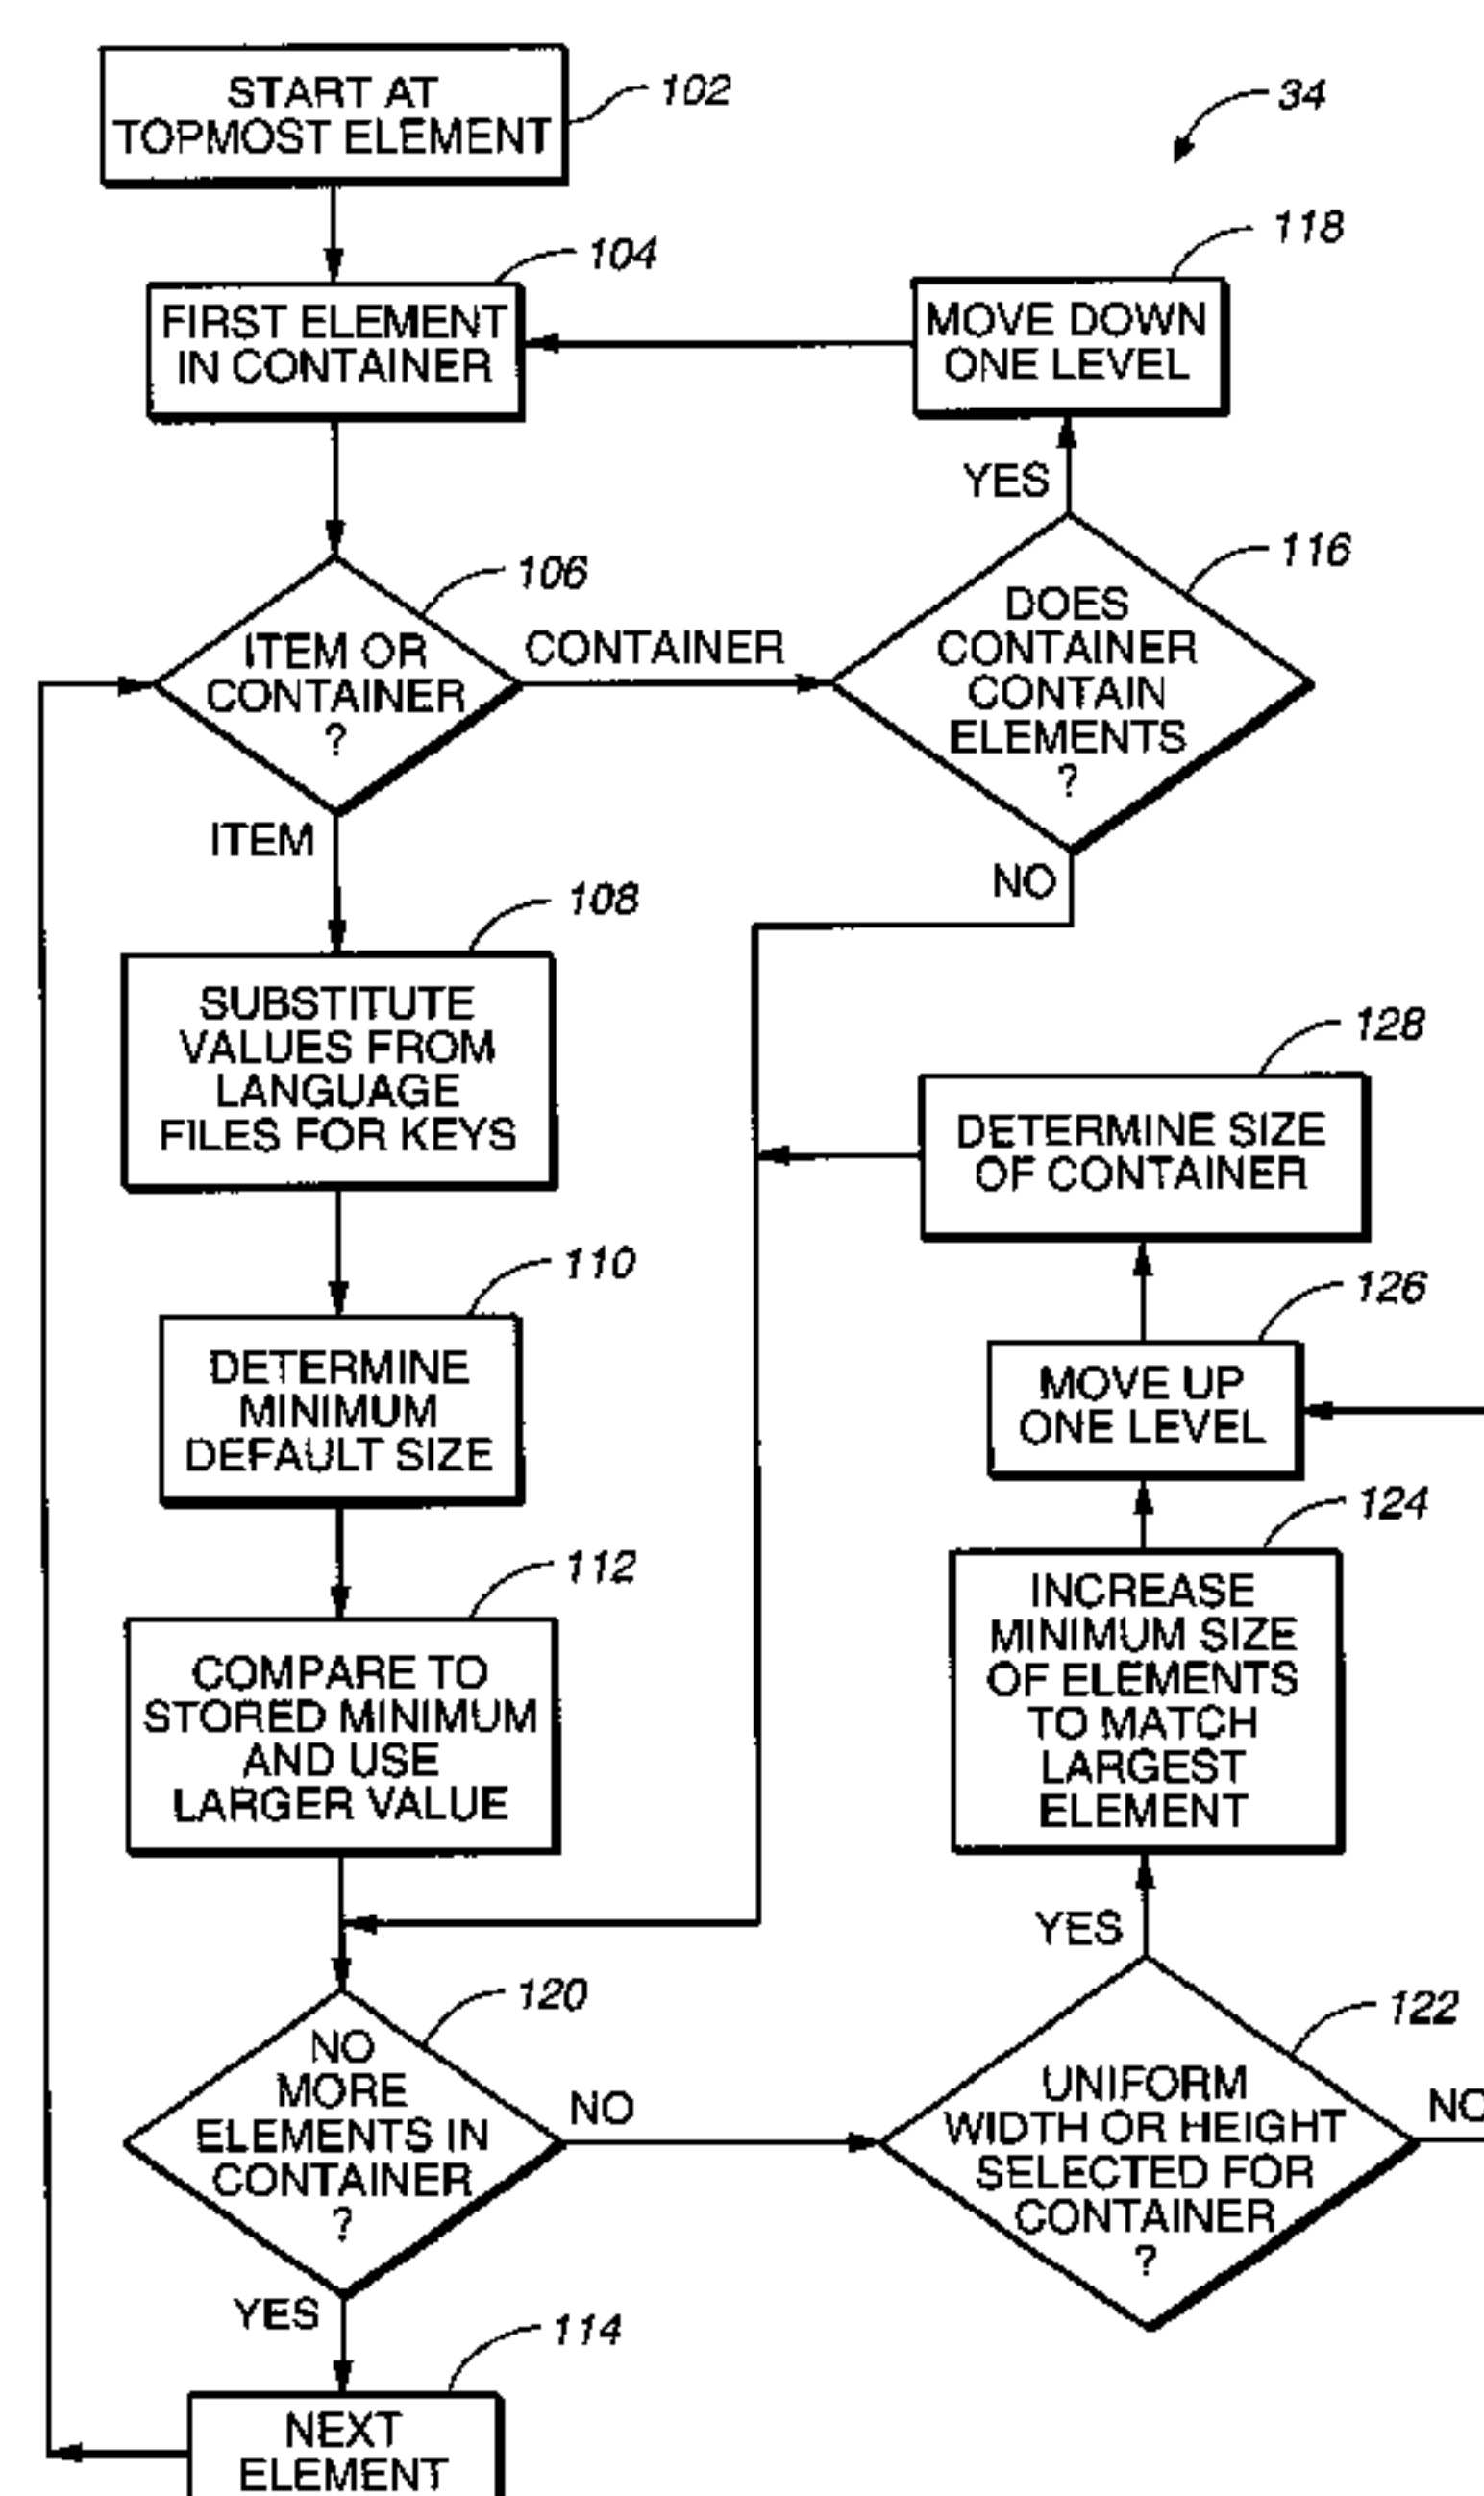 START AT
TOPMOST ELEMENT
102
34
118
104
FIRST ELEMENT
IN CONTAINER
MOVE DOWN
ONE LEVEL
YES
116
106
ITEM OR
CONTAINER
?
CONTAINER
DOES
CONTAINER
CONTAIN
ELEMENTS
?
ITEM
NO
108
SUBSTITUTE
VALUES FROM
LANGUAGE
FILES FOR KEYS
128
DETERMINE SIZE
OF CONTAINER
110
126
DETERMINE
MINIMUM
DEFAULT SIZE
MOVE UP
ONE LEVEL
124
112
INCREASE
MINIMUM SIZE
OF ELEMENTS
TO MATCH
LARGEST
ELEMENT
COMPARE TO
STORED MINIMUM
AND USE
LARGER VALUE
YES
120
122
NO
MORE
ELEMENTS IN
CONTAINER
?
NO
UNIFORM
WIDTH OR HEIGHT
SELECTED FOR
CONTAINER
?
NO
YES
114
NEXT
ELEMENT